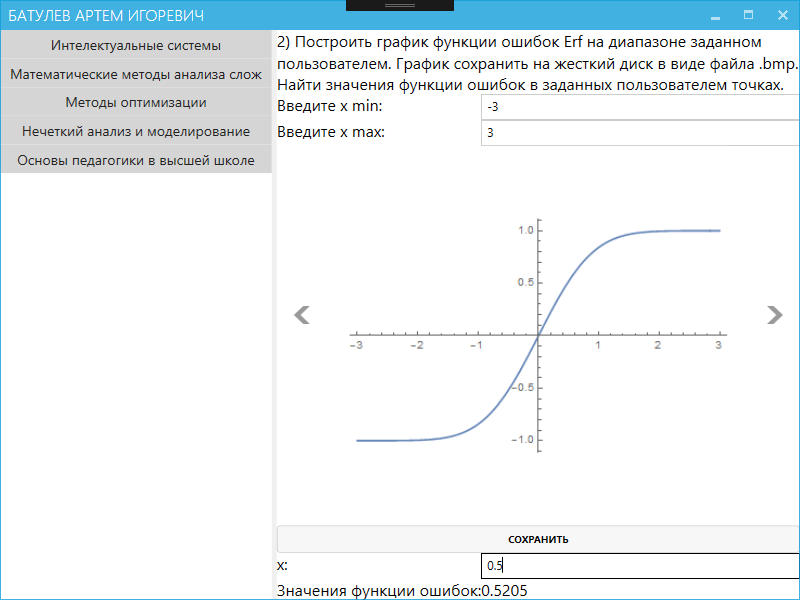 БАТУЛЕВ АРТЕМ ИГОРЕВИЧ
Интелектуальные системы
Математические методы анализа слож
Методы оптимизации
Нечеткий анализ и моделирование
Основы педагогики в высшей школе
2) Построить график функции ошибок Erf на диапазоне заданном
пользователем. График сохранить на жесткий диск в виде файла .bmp.
Найти значения функции ошибок в заданных пользователем точках.
Введите x min: -3
Введите x max: 3
1.0
0.5
-3 -2 -1 1 2 3
-0.5
-1.0
СОХРАНИТЬ
x: 0.5
Значения функции ошибок:0.5205